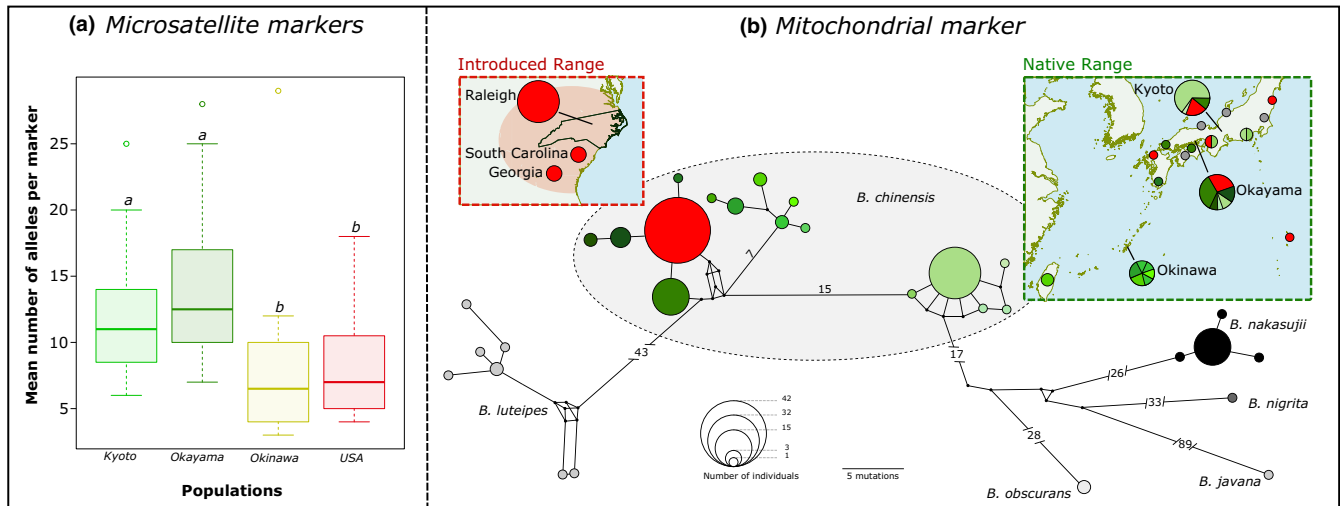 (a) Microsatellite markers
Mean number of alleles per marker
25
20
15
10
5
a
a
b
b
Kyoto
Okayama
Okinawa
USA
Populations
(b) Mitochondrial marker
Introduced Range
Raleigh
South Carolina
Georgia
Native Range
Kyoto
Okayama
Okinawa
B. chinensis
7
15
43
17
B. luteipes
B. nakasujii
26
33
B. nigrita
28
89
B. javana
B. obscurans
42
32
15
3
1
Number of individuals
5 mutations